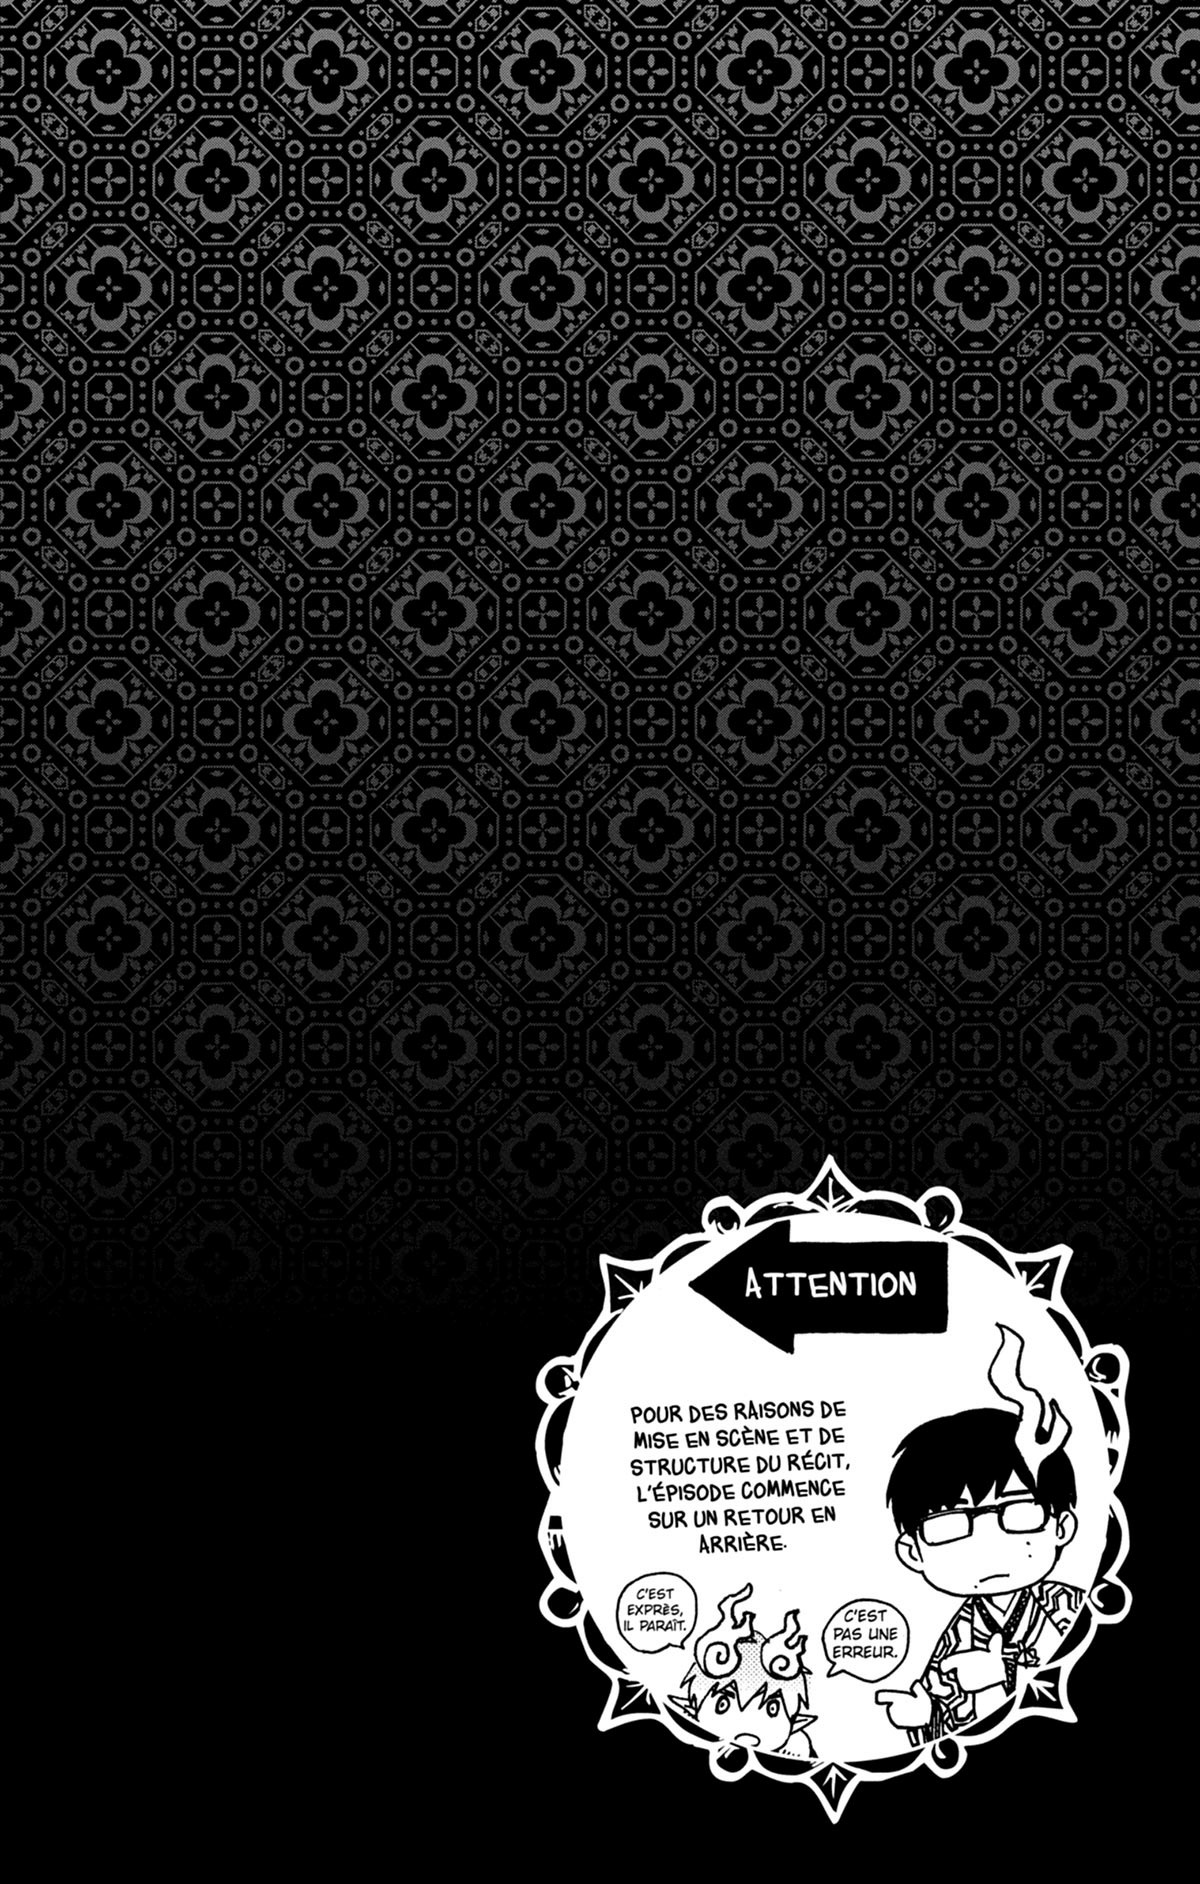 ATTENTION
POUR DES RAISONS DE
MISE EN SCÈNE ET DE
STRUCTURE DU RÉCIT,
L'ÉPISODE COMMENCE
SUR UN RETOUR EN
ARRIÈRE.
C'EST
PAS UNE
ERREUR.
C'EST
EXPRÈS,
IL PARAÎT.